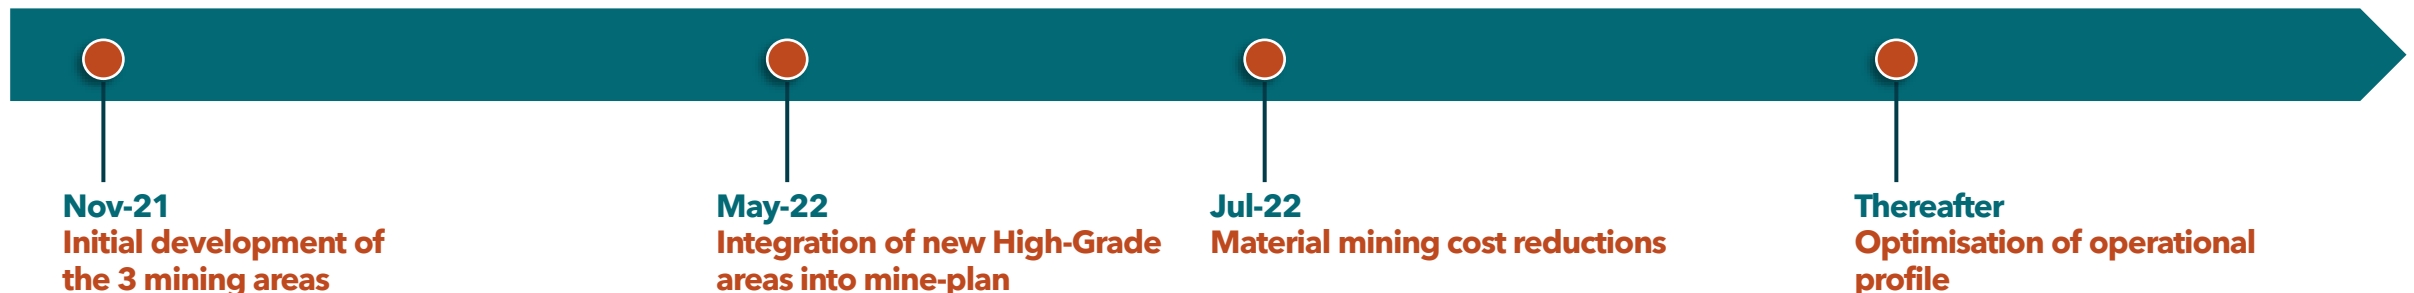 Nov-21
Initial development of
the 3 mining areas
May-22
Integration of new High-Grade
areas into mine-plan
Jul-22
Material mining cost reductions
Thereafter
Optimisation of operational
profile